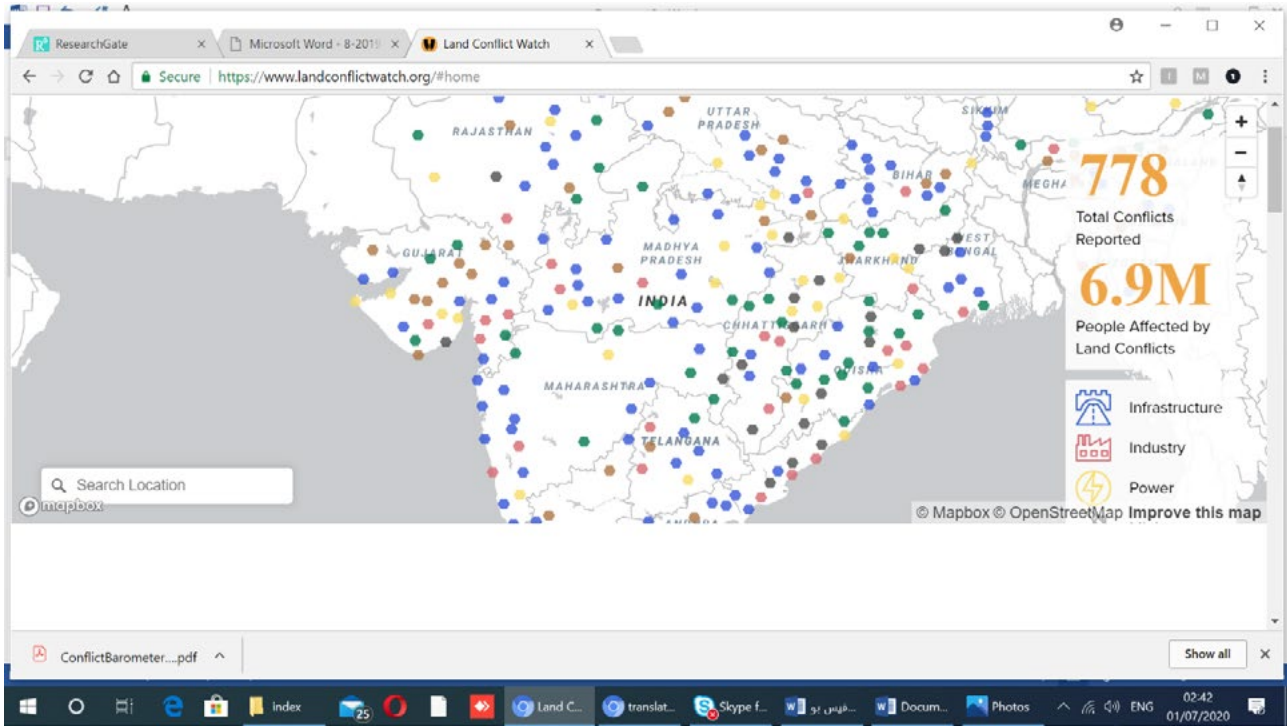 ResearchGate
Microsoft Word - 8-2019
Land Conflict Watch
Secure
https://www.landconflictwatch.org/#home
RAJASTHAN
UTTAR
PRADESH
SIKKIM
BIHAR
MEGHA
GUJARAT
MADHYA
PRADESH
JHARKHAND
WEST
BENGAL
INDIA
CHHATTISGARH
ODISHA
MAHARASHTRA
TELANGANA
778
Total Conflicts
Reported
6.9M
People Affected by
Land Conflicts
Infrastructure
Industry
Power
Search Location
mapbox
© Mapbox © OpenStreetMap Improve this map
ConflictBarometer....pdf
Show all
index
25
Land C...
translat...
Skype f...
فيس بو...
Docum...
Photos
ENG
02:42
01/07/2020